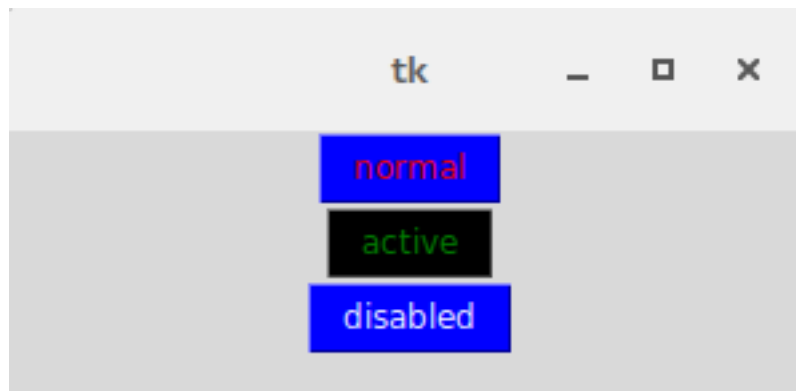 tk
normal
active
disabled